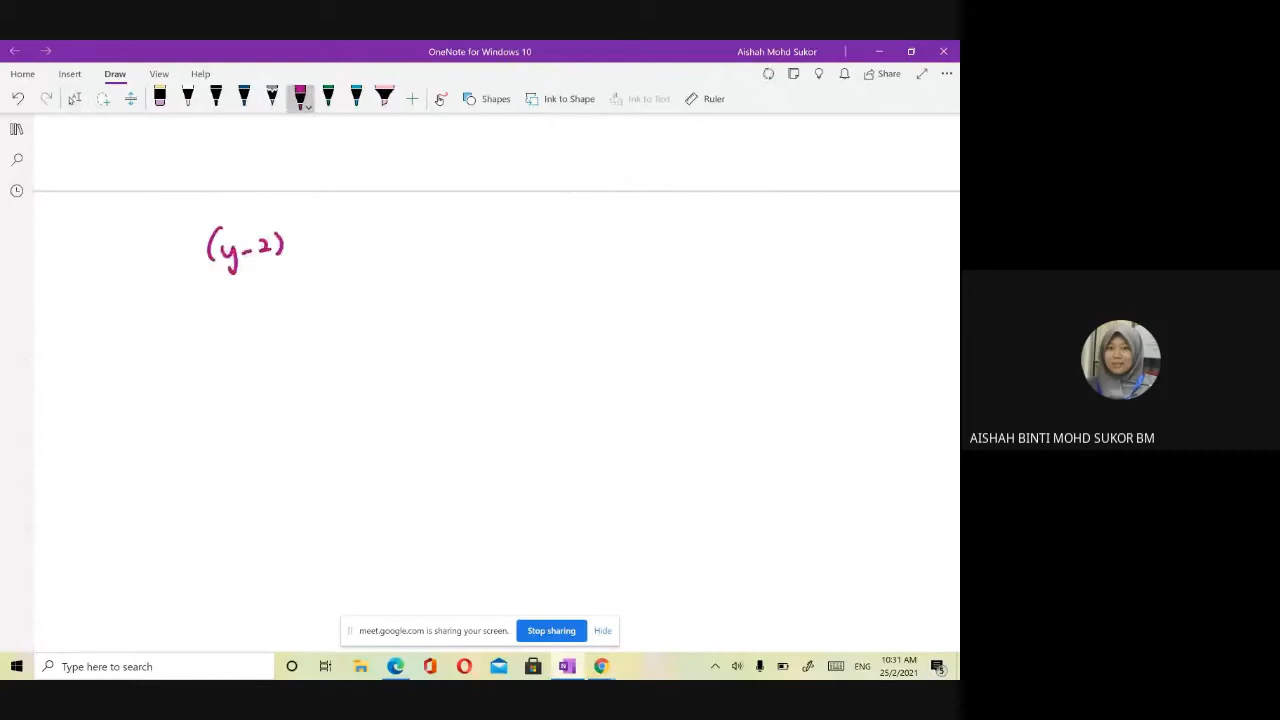 OneNote for Windows 10
Aishah Mohd Sukor
Home Insert Draw View Help
Share
Shapes Ink to Shape Ink to Text Ruler
(y-2)
AISHAH BINTI MOHD SUKOR BM
meet.google.com is sharing your screen. Stop sharing Hide
Type here to search
ENG
10:31 AM
25/2/2021
5